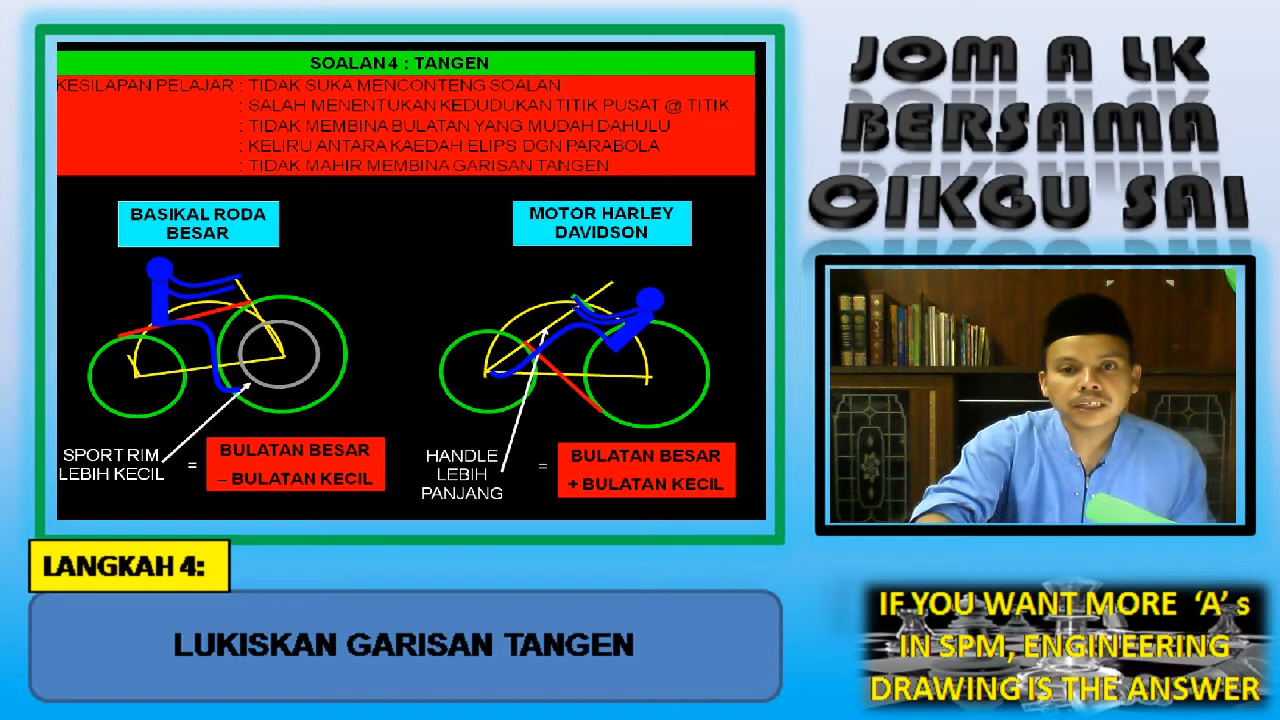 SOALAN 4 : TANGEN
KESILAPAN PELAJAR : TIDAK SUKA MENCONTENG SOALAN
: SALAH MENENTUKAN KEDUDUKAN TITIK PUSAT @ TITIK
: TIDAK MEMBINA BULATAN YANG MUDAH DAHULU
: KELIRU ANTARA KAEDAH ELIPS DGN PARABOLA
: TIDAK MAHIR MEMBINA GARISAN TANGEN
BASIKAL RODA
BESAR
MOTOR HARLEY
DAVIDSON
SPORT RIM
LEBIH KECIL
=
BULATAN BESAR
– BULATAN KECIL
HANDLE
LEBIH
PANJANG
=
BULATAN BESAR
+ BULATAN KECIL
LANGKAH 4:
LUKISKAN GARISAN TANGEN
JOM A LK
BERSAMA
CIKGU SAI
IF YOU WANT MORE 'A' s
IN SPM, ENGINEERING
DRAWING IS THE ANSWER